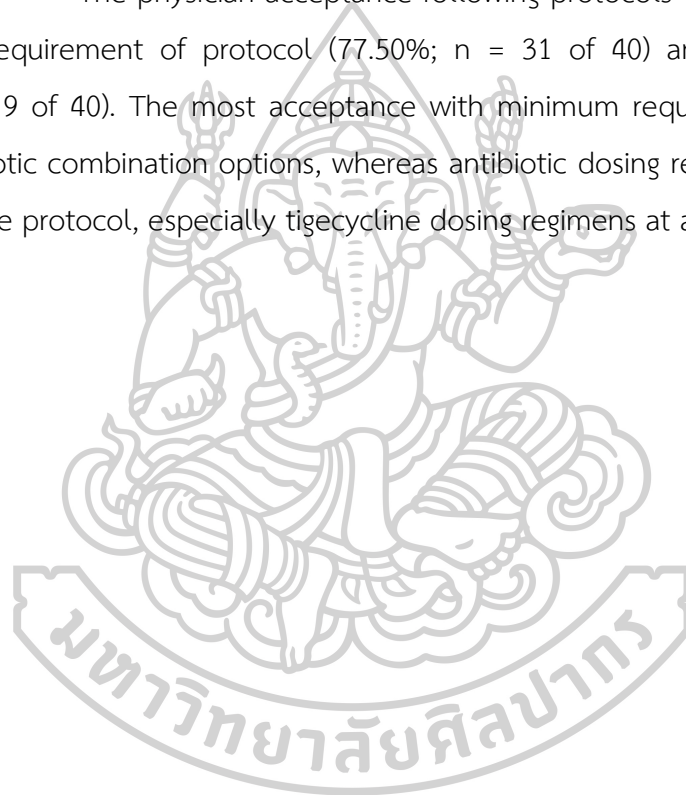 The physician acceptance following protocols
equirement of protocol (77.50%; n = 31 of 40) ar
9 of 40). The most acceptance with minimum requ
otic combination options, whereas antibiotic dosing re
e protocol, especially tigecycline dosing regimens at a
มหาวิทยาลัยศิลปากร